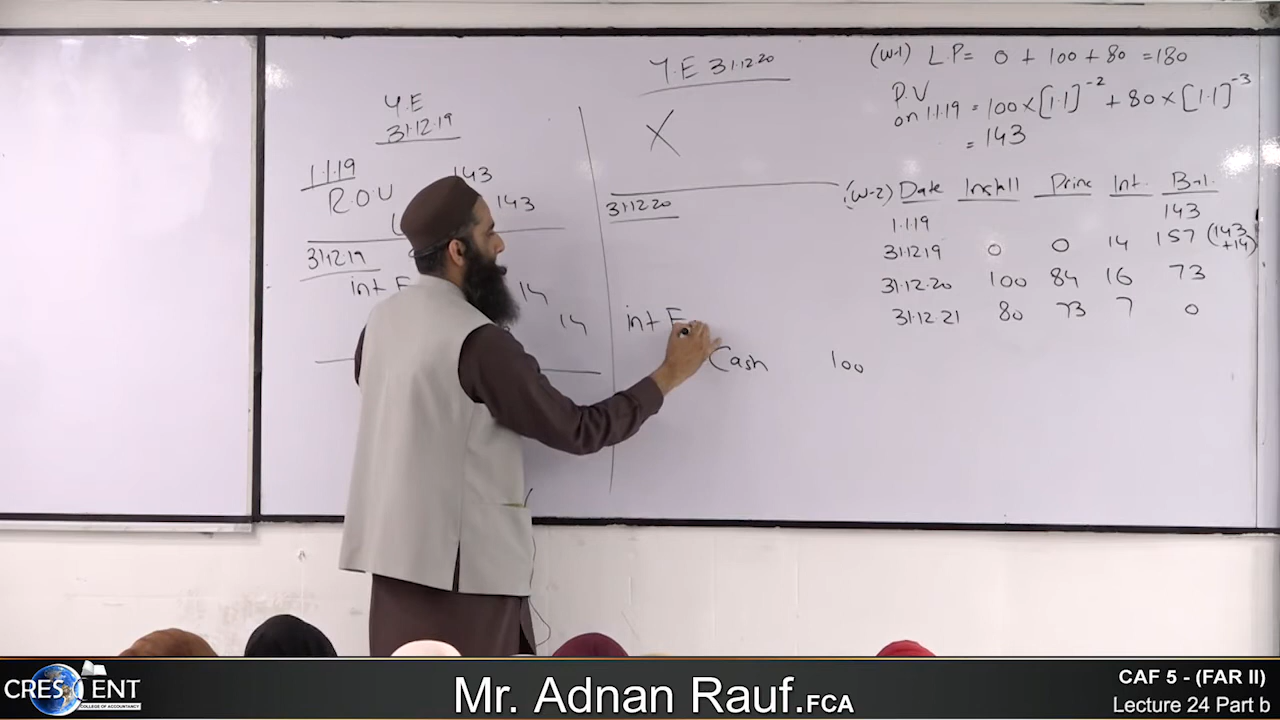 Y.E
31.12.19
1.1.19
R.O.U 143
143
31.12.19
int E 14
14
Y.E 31.12.20
X
31.12.20
int E
Cash 100
(W-1) L.P = 0 + 100 + 80 = 180
P.V
on 1.1.19 = 100 × [1.1]^-2 + 80 × [1.1]^-3
= 143
(W-2) Date Install Princ Int. Bal.
1.1.19 143
31.12.19 0 0 14 157 (143
+14)
31.12.20 100 84 16 73
31.12.21 80 73 7 0
CRESCENT
COLLEGE OF ACCOUNTANCY
Mr. Adnan Rauf.FCA
CAF 5 - (FAR II)
Lecture 24 Part b